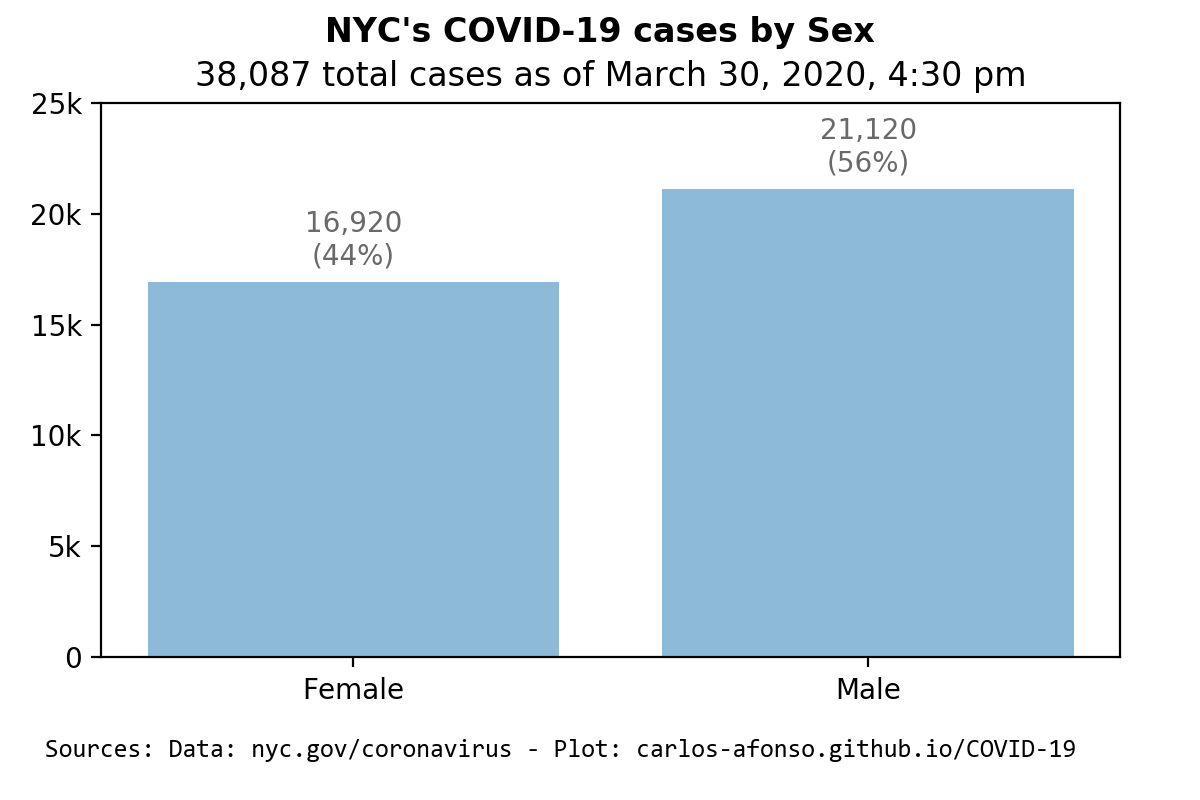 NYC's COVID-19 cases by Sex
38,087 total cases as of March 30, 2020, 4:30 pm
25k
20k
15k
10k
5k
0
16,920
(44%)
21,120
(56%)
Female
Male
Sources: Data: nyc.gov/coronavirus - Plot: carlos-afonso.github.io/COVID-19